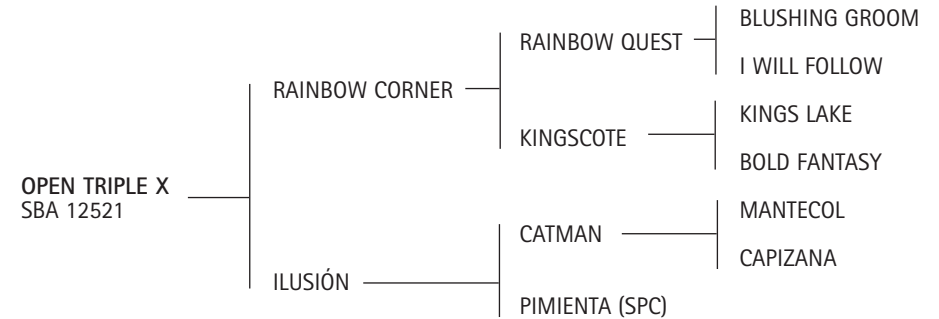 OPEN TRIPLE X
SBA 12521
RAINBOW CORNER
RAINBOW QUEST
BLUSHING GROOM
I WILL FOLLOW
KINGSCOTE
KINGS LAKE
BOLD FANTASY
ILUSIÓN
CATMAN
MANTECOL
CAPIZANA
PIMIENTA (SPC)